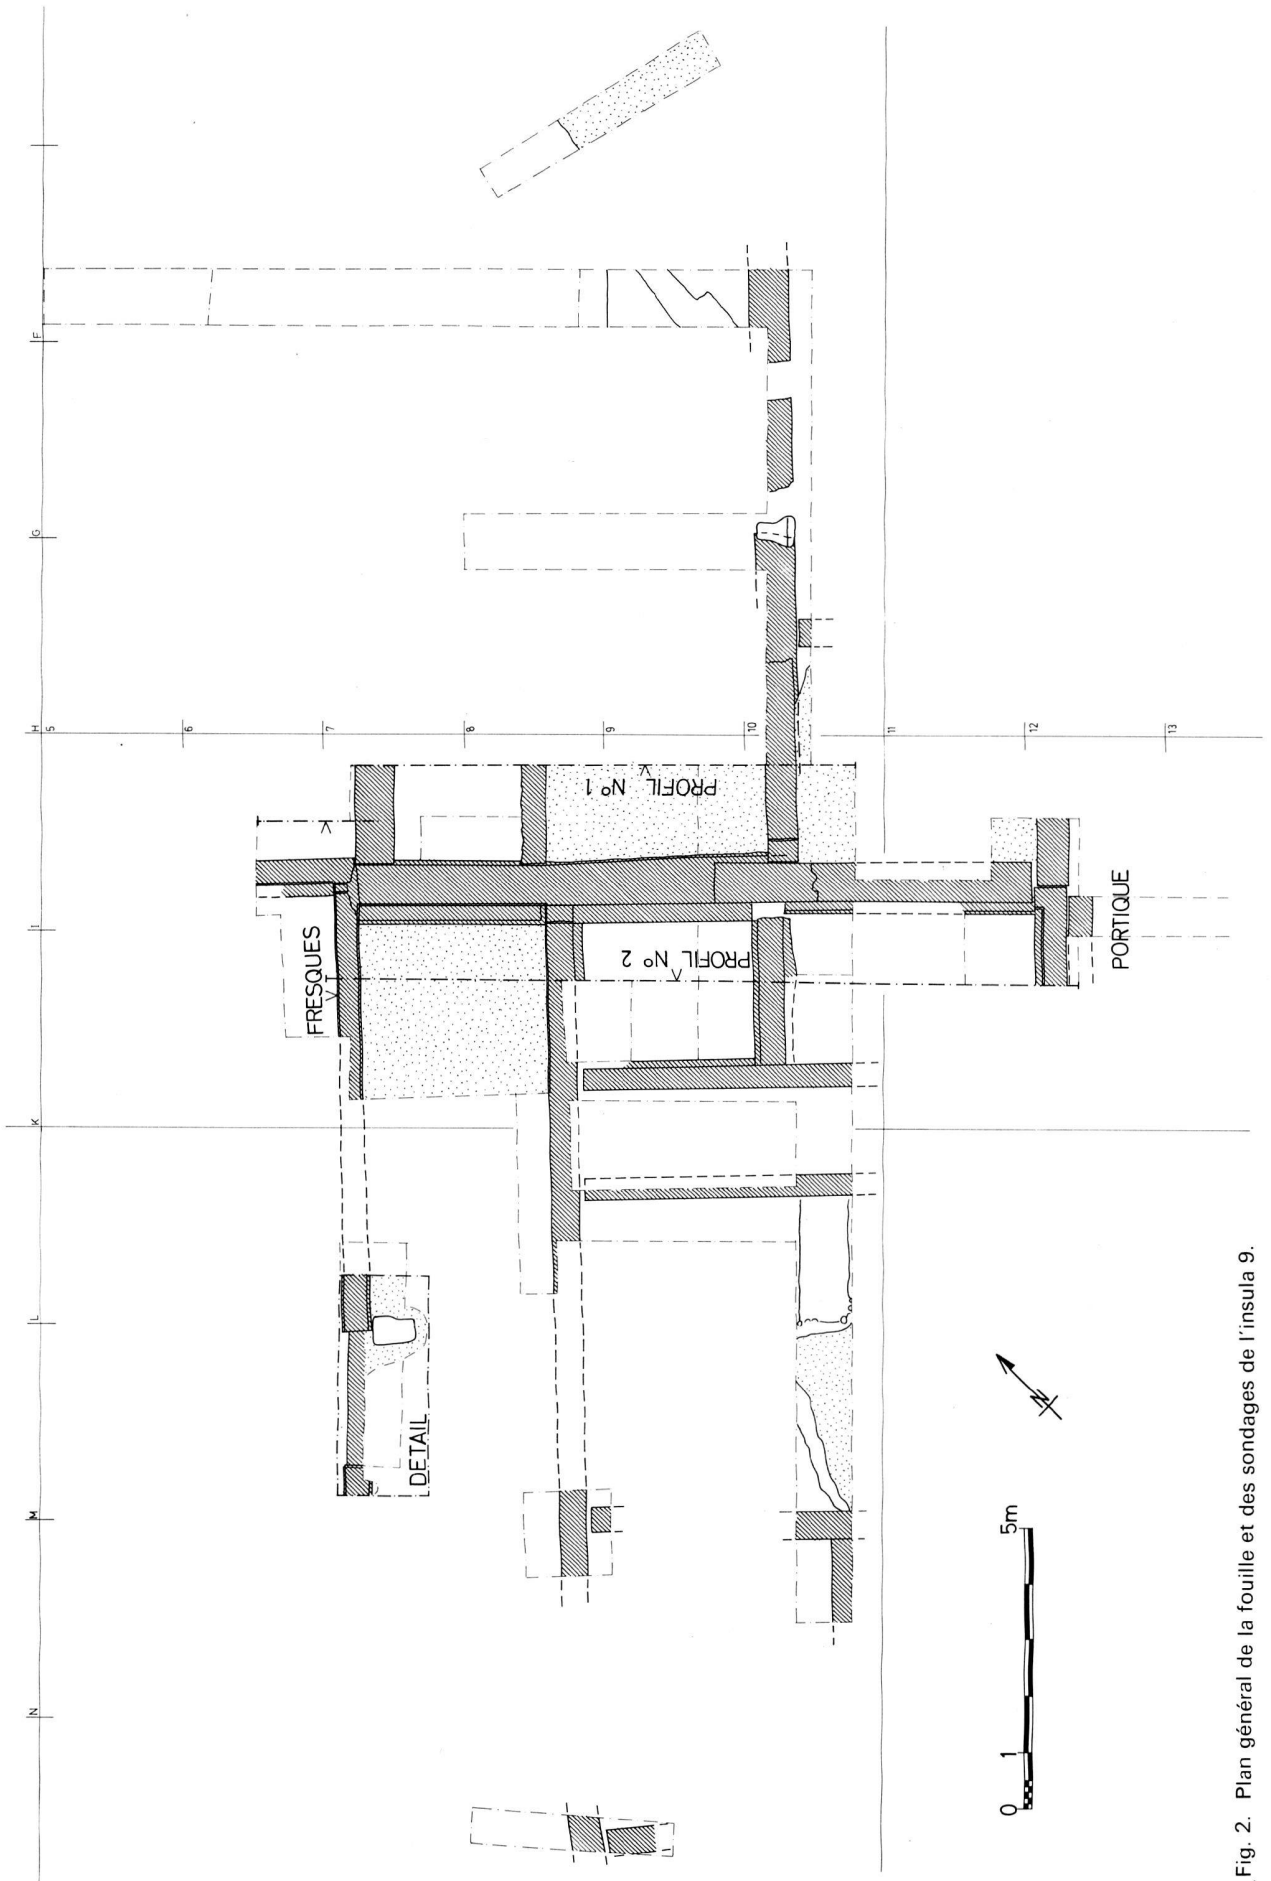 N
M
L
K
I
H
G
F
5
6
7
8
9
10
11
12
13
FRESQUES
DETAIL
PROFIL N° 1
PROFIL N° 2
PORTIQUE
N
0 1 5m
Fig. 2. Plan général de la fouille et des sondages de l'insula 9.